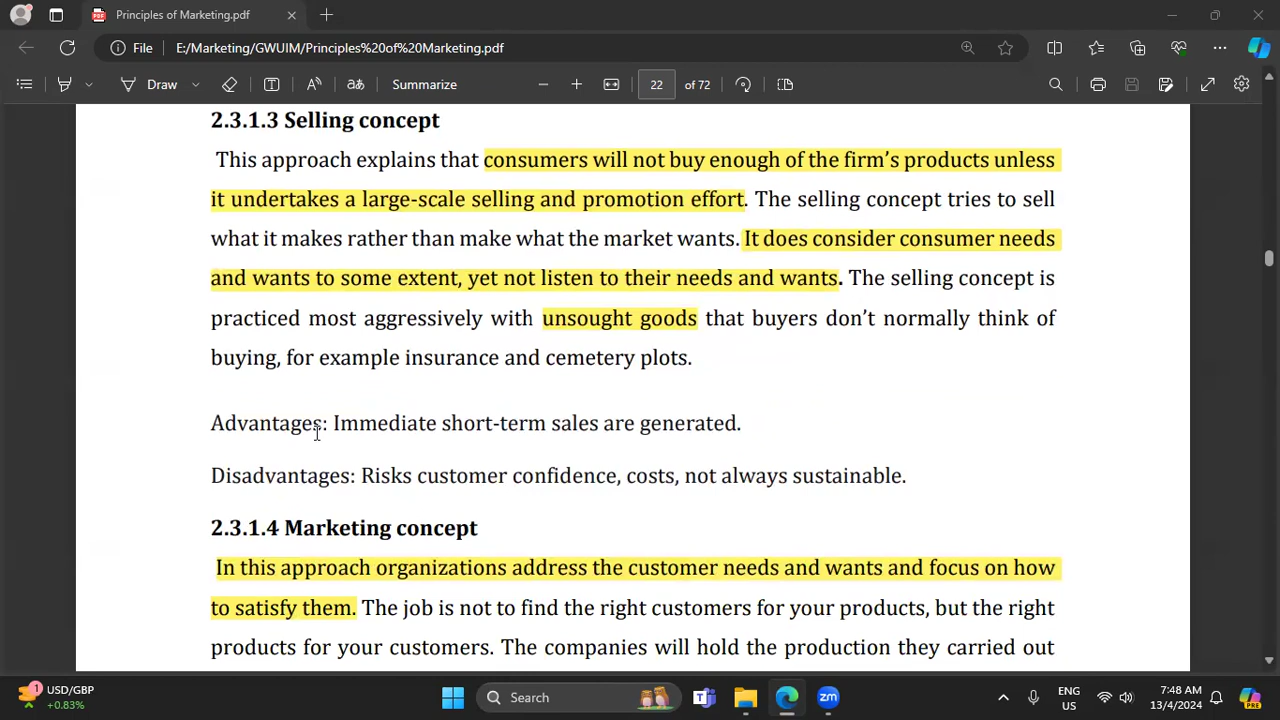 Principles of Marketing.pdf
File E:/Marketing/GWUIM/Principles%20of%20Marketing.pdf
Draw aあ Summarize 22 of 72
2.3.1.3 Selling concept
This approach explains that consumers will not buy enough of the firm's products unless
it undertakes a large-scale selling and promotion effort. The selling concept tries to sell
what it makes rather than make what the market wants. It does consider consumer needs
and wants to some extent, yet not listen to their needs and wants. The selling concept is
practiced most aggressively with unsought goods that buyers don't normally think of
buying, for example insurance and cemetery plots.
Advantages: Immediate short-term sales are generated.
Disadvantages: Risks customer confidence, costs, not always sustainable.
2.3.1.4 Marketing concept
In this approach organizations address the customer needs and wants and focus on how
to satisfy them. The job is not to find the right customers for your products, but the right
products for your customers. The companies will hold the production they carried out
1 USD/GBP
+0.83%
Search
zm
ENG
US
7:48 AM
13/4/2024
PRE